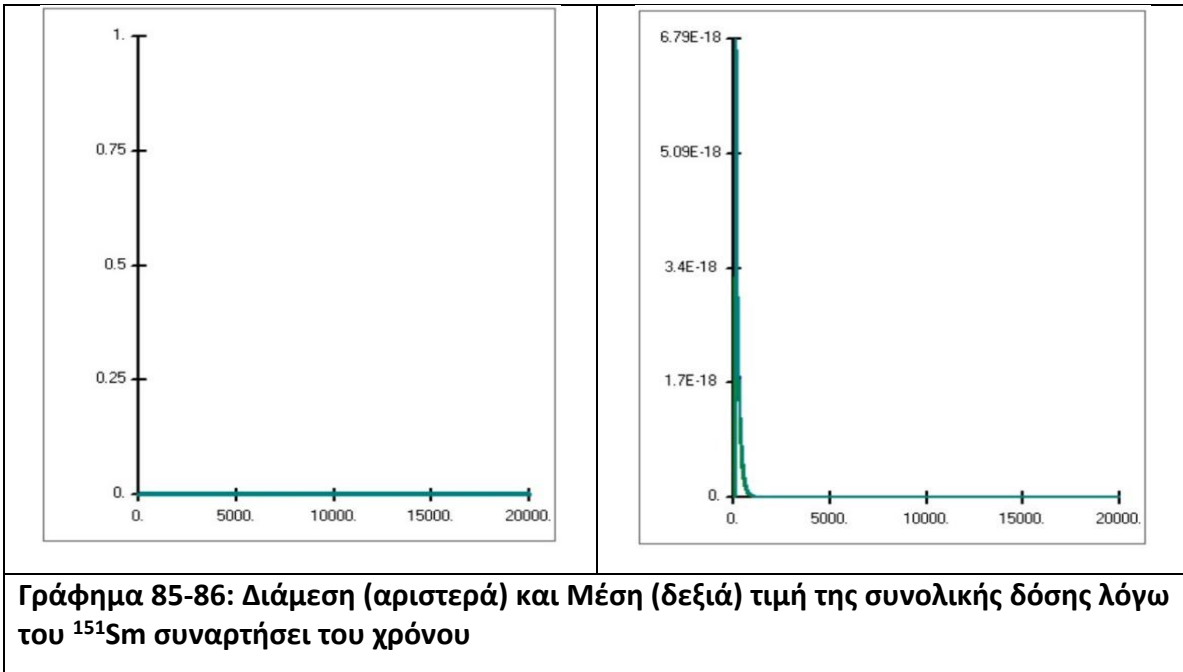 1.
0.75
0.5
0.25
0.
0. 5000. 10000. 15000. 20000.
6.79E-18
5.09E-18
3.4E-18
1.7E-18
0.
0. 5000. 10000. 15000. 20000.
Γράφημα 85-86: Διάμεση (αριστερά) και Μέση (δεξιά) τιμή της συνολικής δόσης λόγω
του ¹⁵¹Sm συναρτήσει του χρόνου